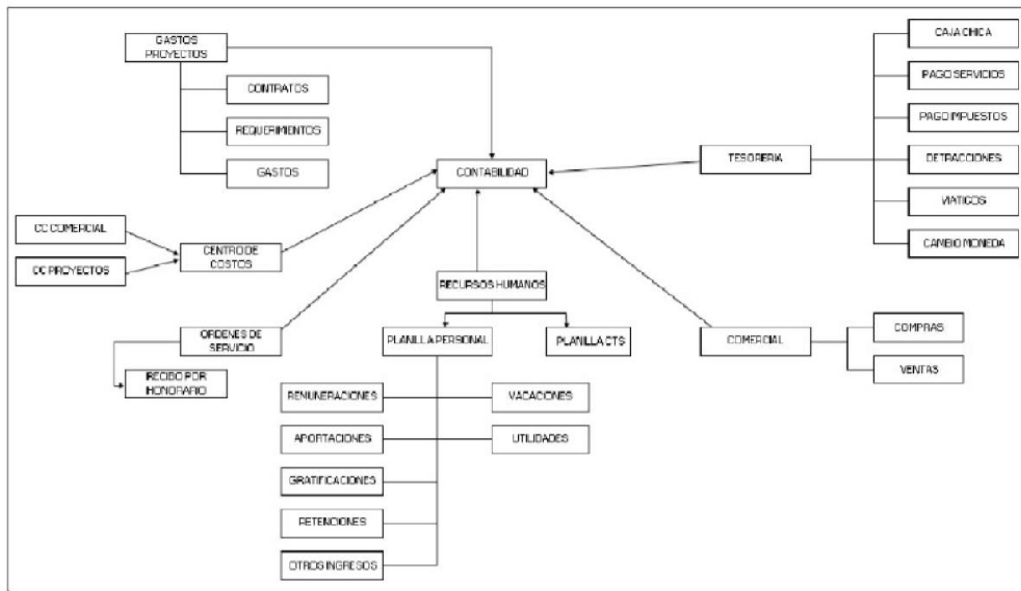 GASTOS
PROYECTOS
CONTRATOS
REQUERIMIENTOS
GASTOS
CONTABILIDAD
TESORERIA
CAJA CHICA
PAGO SERVICIOS
PAGO IMPUESTOS
DETRACCIONES
VIATICOS
CAMBIO MONEDA
CC COMERCIAL
CC PROYECTOS
CENTRO DE
COSTOS
RECURSOS HUMANOS
ORDENES DE
SERVICIO
RECIBO POR
HONORARIO
PLANILLA PERSONAL
PLANILLA CTS
COMERCIAL
COMPRAS
VENTAS
REMUNERACIONES
VACACIONES
APORTACIONES
UTILIDADES
GRATIFICACIONES
RETENCIONES
OTROS INGRESOS